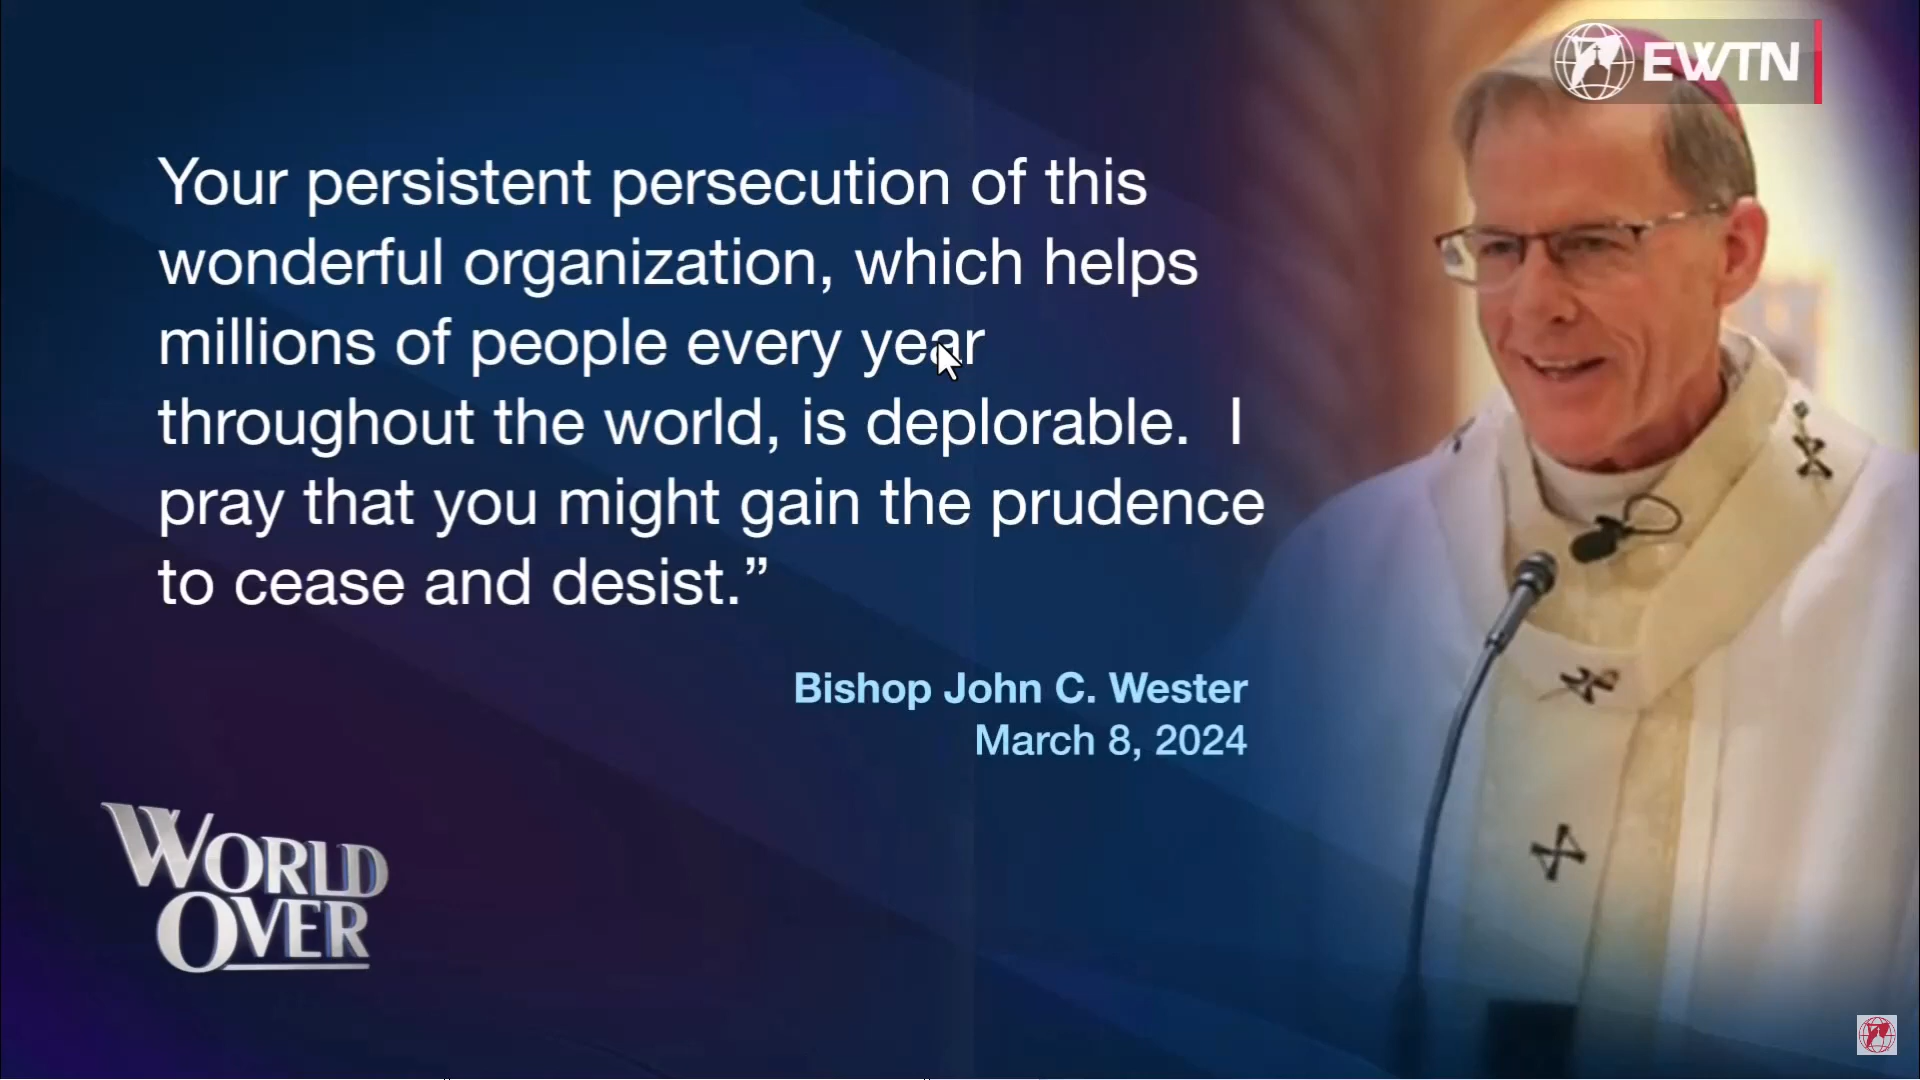 EWTN
Your persistent persecution of this
wonderful organization, which helps
millions of people every year
throughout the world, is deplorable.  I
pray that you might gain the prudence
to cease and desist.”
Bishop John C. Wester
March 8, 2024
WORLD
OVER